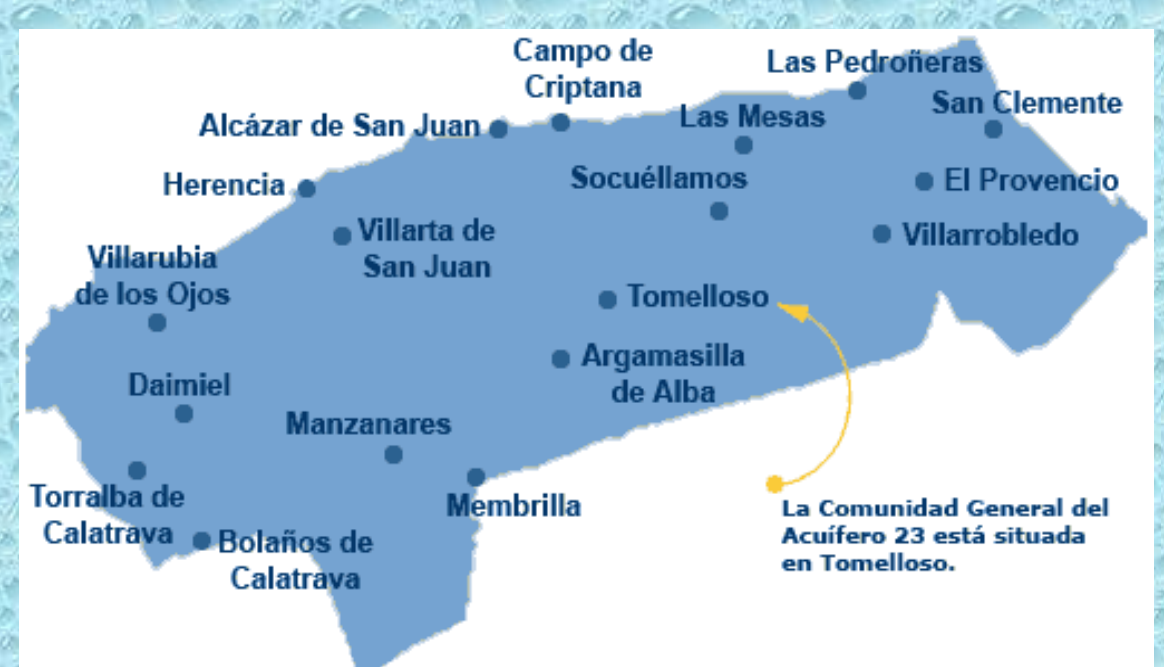 Campo de
Criptana
Las Pedroñeras
San Clemente
Alcázar de San Juan
Las Mesas
Herencia
Socuéllamos
El Provencio
Villarta de
San Juan
Villarrobledo
Villarubia
de los Ojos
Tomelloso
Argamasilla
de Alba
Daimiel
Manzanares
Torralba de
Calatrava
Membrilla
Bolaños de
Calatrava
La Comunidad General del
Acuífero 23 está situada
en Tomelloso.